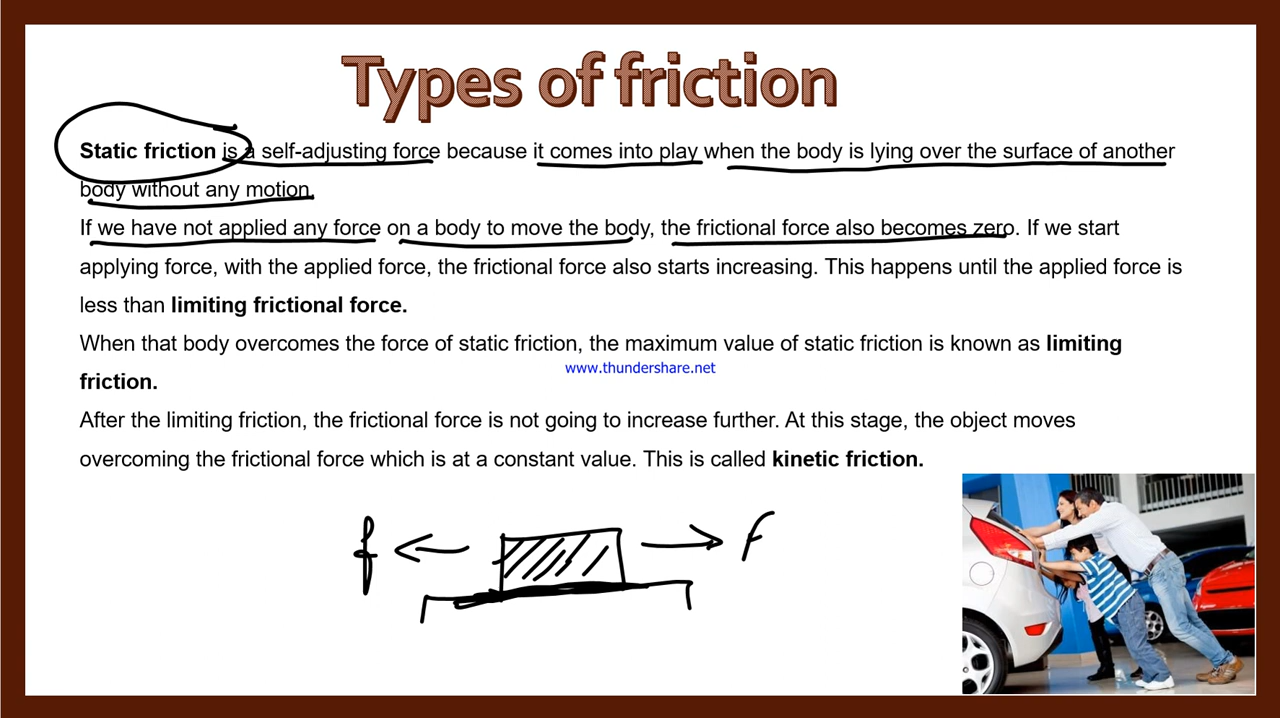 Types of friction
Static friction is a self-adjusting force because it comes into play when the body is lying over the surface of another
body without any motion.
If we have not applied any force on a body to move the body, the frictional force also becomes zero. If we start
applying force, with the applied force, the frictional force also starts increasing. This happens until the applied force is
less than limiting frictional force.
When that body overcomes the force of static friction, the maximum value of static friction is known as limiting
www.thundershare.net
friction.
After the limiting friction, the frictional force is not going to increase further. At this stage, the object moves
overcoming the frictional force which is at a constant value. This is called kinetic friction.
f F